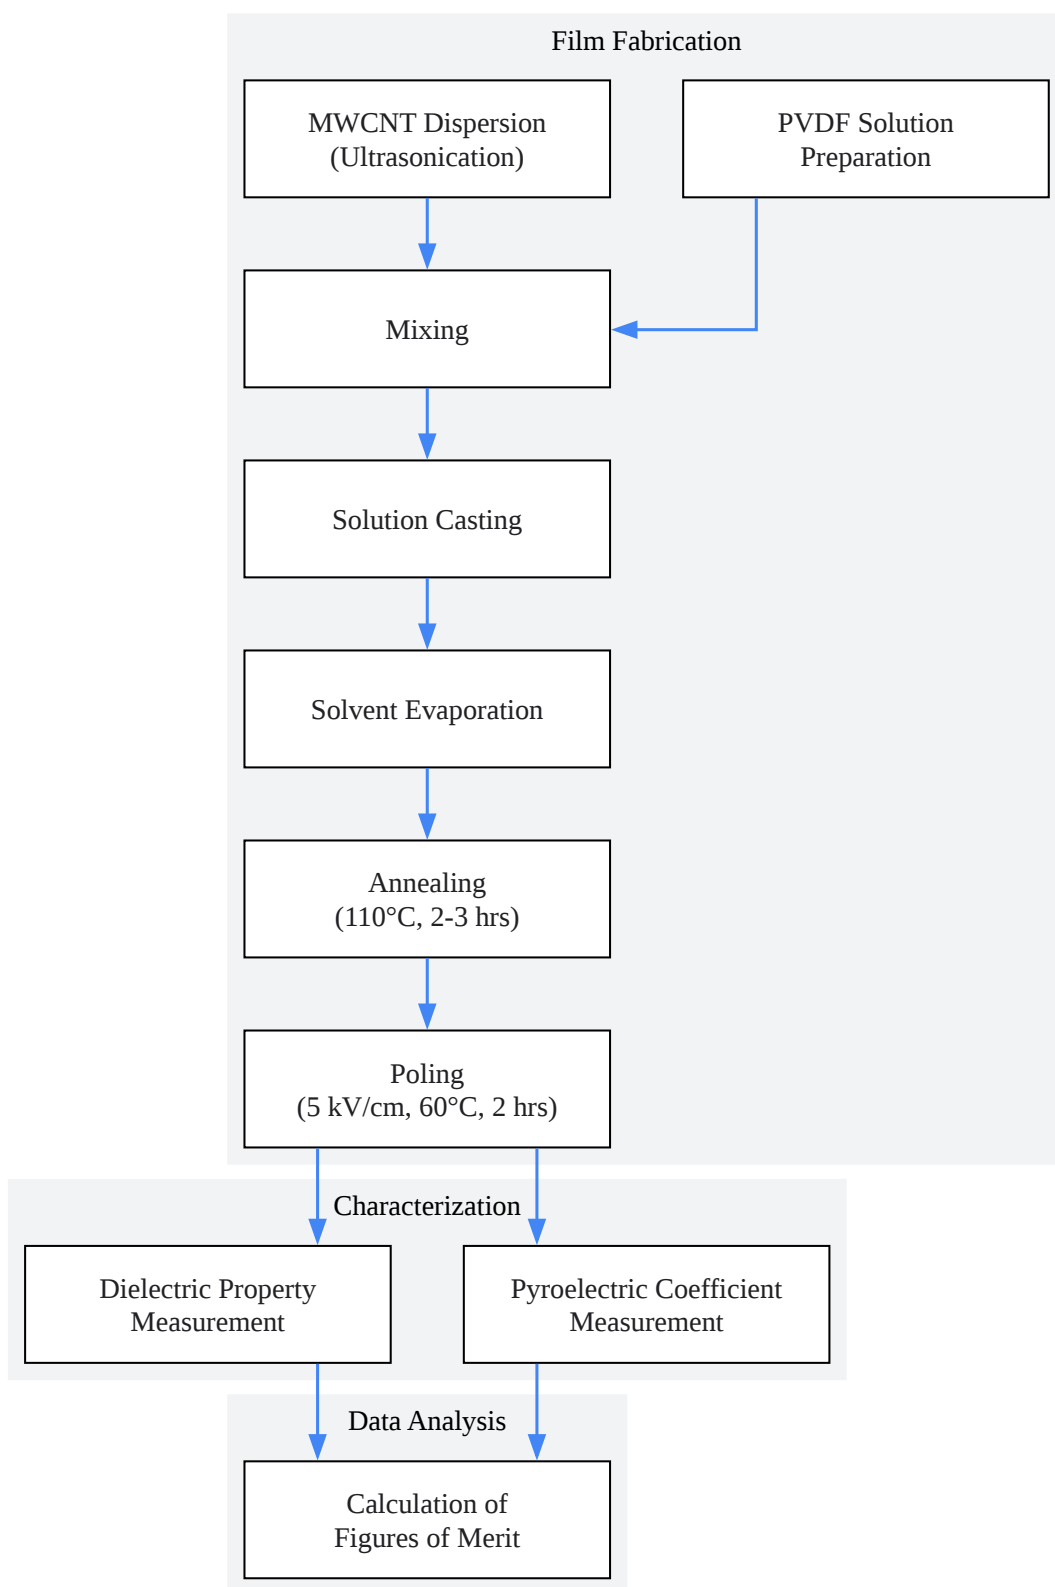 Film Fabrication
MWCNT Dispersion
(Ultrasonication)
PVDF Solution
Preparation
Mixing
Solution Casting
Solvent Evaporation
Annealing
(110°C, 2-3 hrs)
Poling
(5 kV/cm, 60°C, 2 hrs)
Characterization
Dielectric Property
Measurement
Pyroelectric Coefficient
Measurement
Data Analysis
Calculation of
Figures of Merit